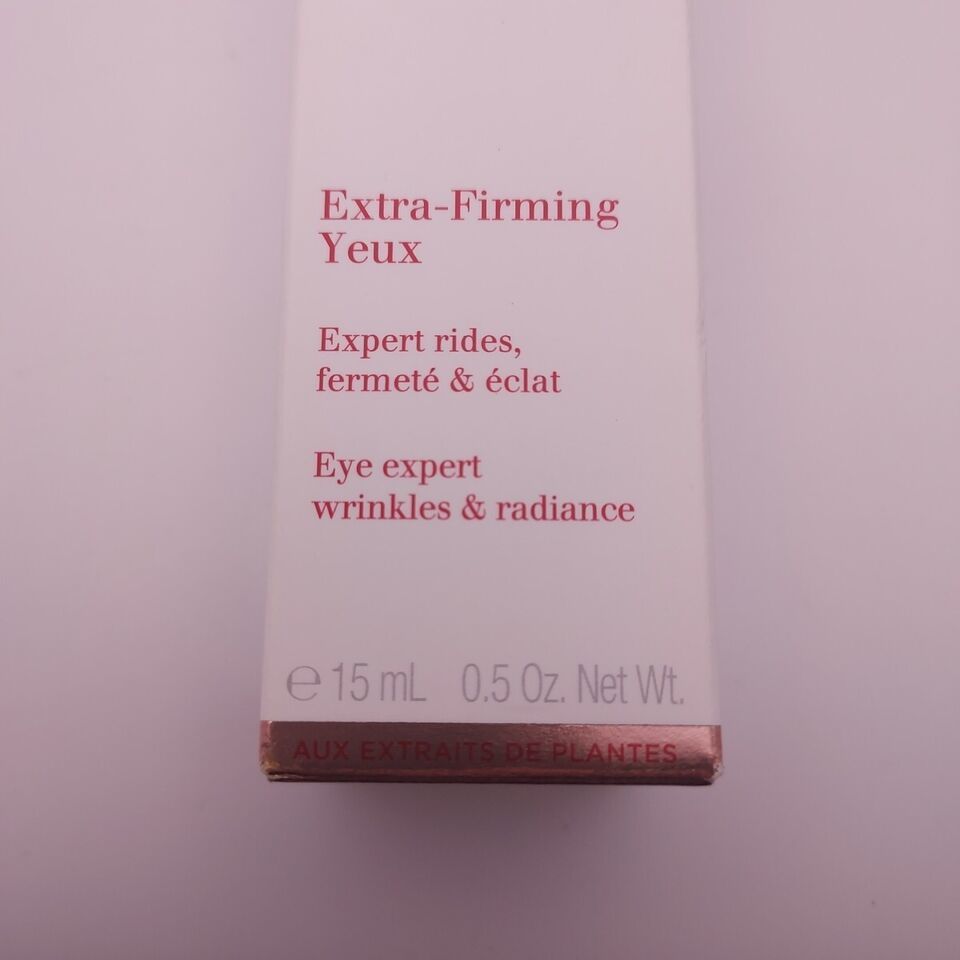 Extra-Firming
Yeux
Expert rides,
fermeté & éclat
Eye expert
wrinkles & radiance
℮ 15 mL 0.5 Oz. Net Wt.
AUX EXTRAITS DE PLANTES